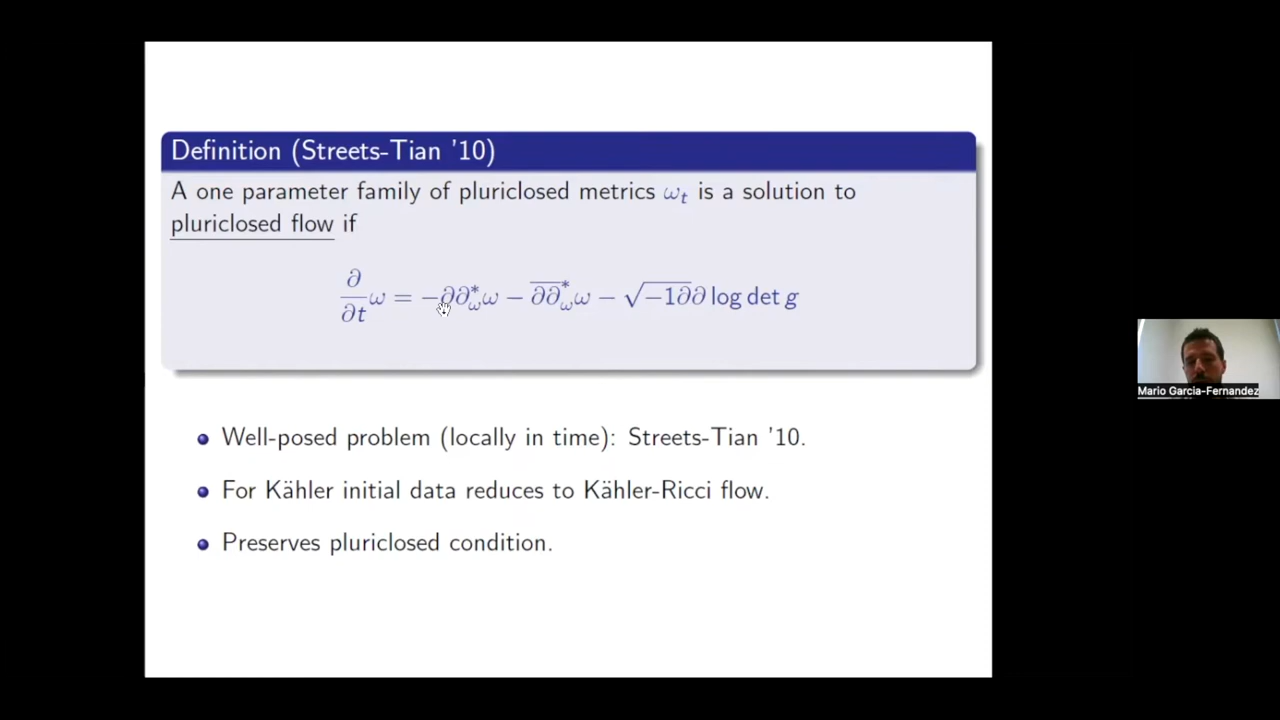 Definition (Streets-Tian '10)
A one parameter family of pluriclosed metrics ωₜ is a solution to
pluriclosed flow if
∂/∂t ω = −∂∂*_ω ω − \overline{∂∂}*_ω ω − √−1\overline{∂}∂ log det g
Well-posed problem (locally in time): Streets-Tian '10.
For Kähler initial data reduces to Kähler-Ricci flow.
Preserves pluriclosed condition.
Mario Garcia-Fernandez